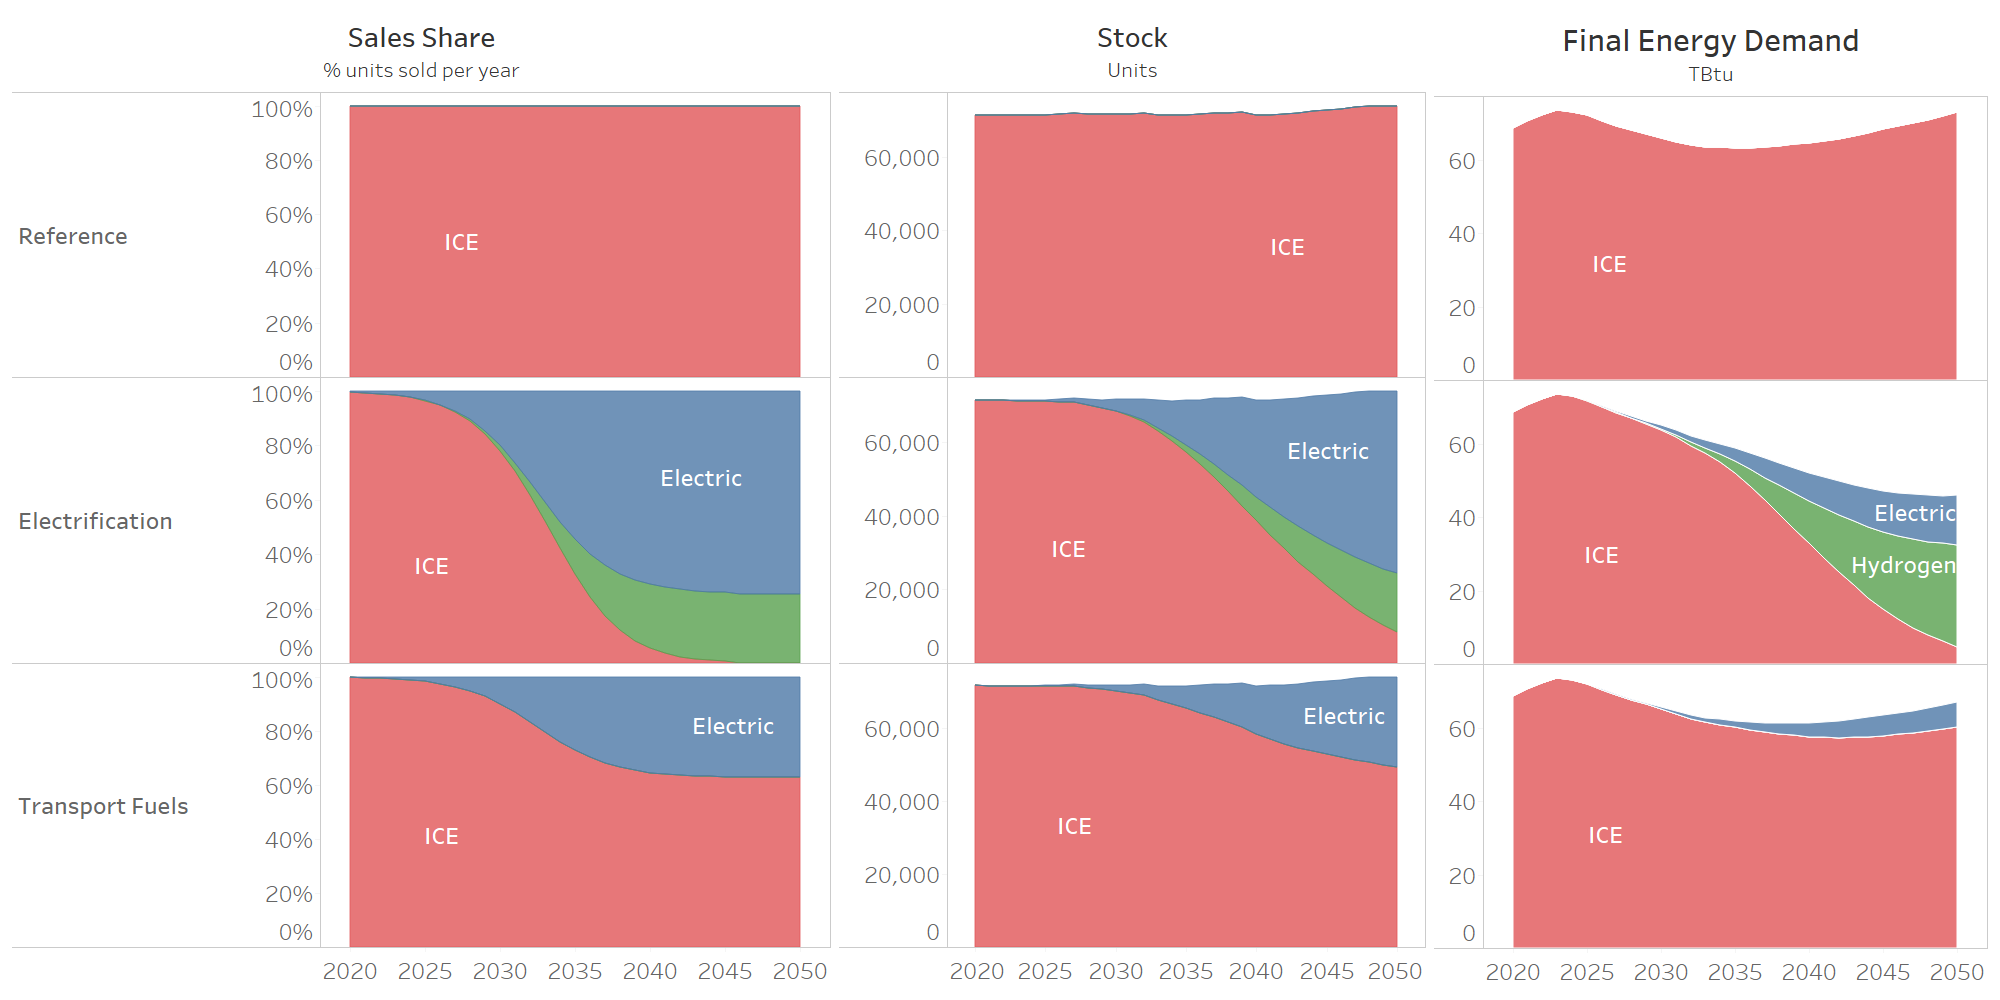 Sales Share
% units sold per year
Stock
Units
Final Energy Demand
TBtu
Reference
100%
80%
60%
40%
20%
0%
ICE
60,000
40,000
20,000
0
ICE
60
40
20
0
ICE
Electrification
100%
80%
60%
40%
20%
0%
Electric
ICE
60,000
40,000
20,000
0
Electric
ICE
60
40
20
0
Electric
Hydrogen
ICE
Transport Fuels
100%
80%
60%
40%
20%
0%
Electric
ICE
60,000
40,000
20,000
0
Electric
ICE
60
40
20
0
ICE
2020 2025 2030 2035 2040 2045 2050
2020 2025 2030 2035 2040 2045 2050
2020 2025 2030 2035 2040 2045 2050